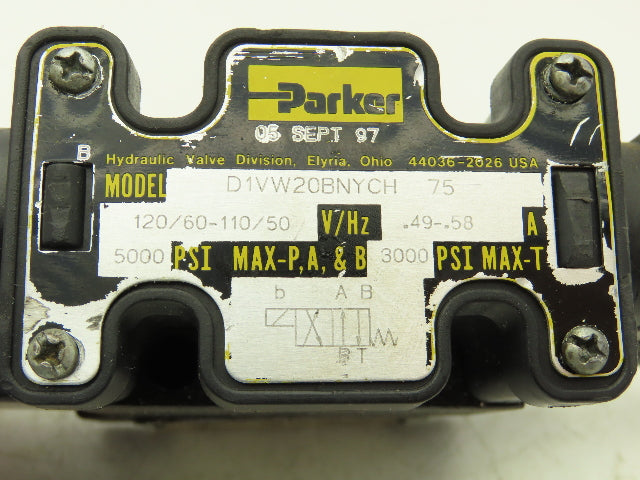 Parker
05 SEPT 97
B
Hydraulic Valve Division, Elyria, Ohio 44036-2026 USA
MODEL D1VW20BNYCH 75
120/60-110/50 V/Hz .49-.58 A
5000 PSI MAX-P,A, & B 3000 PSI MAX-T
b A B
P T